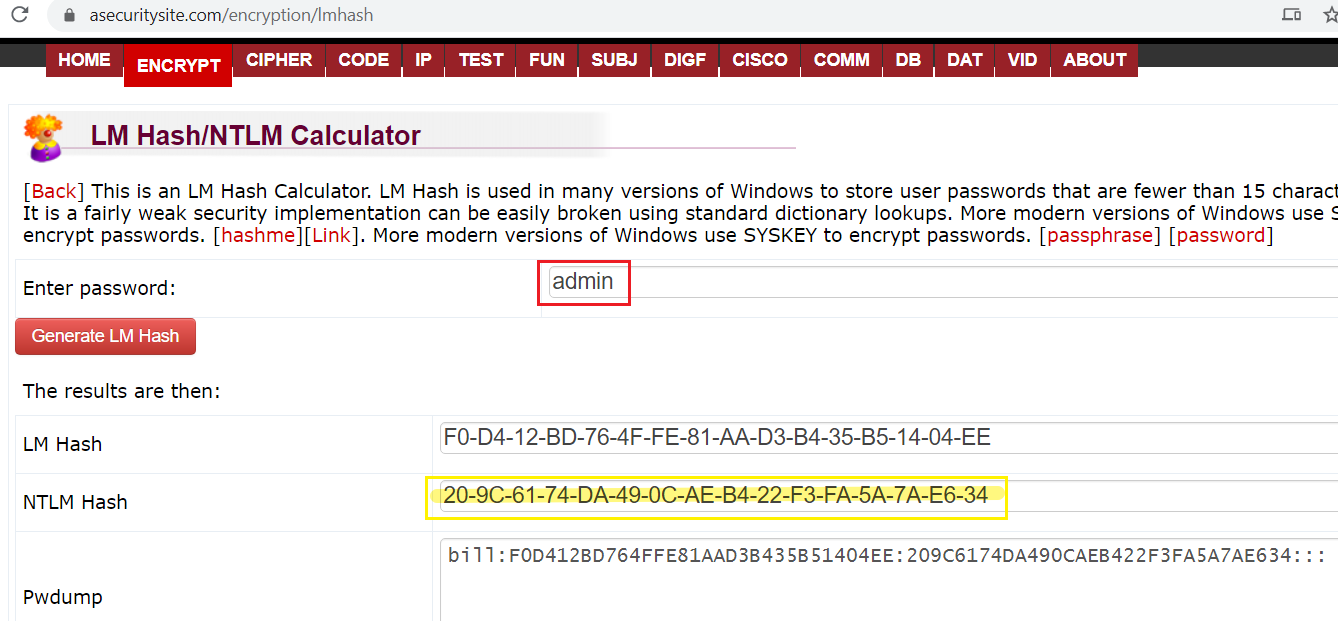 asecuritysite.com/encryption/lmhash
HOME ENCRYPT CIPHER CODE IP TEST FUN SUBJ DIGF CISCO COMM DB DAT VID ABOUT
LM Hash/NTLM Calculator
[Back] This is an LM Hash Calculator. LM Hash is used in many versions of Windows to store user passwords that are fewer than 15
It is a fairly weak security implementation can be easily broken using standard dictionary lookups. More modern versions of Windows use
encrypt passwords. [hashme][Link]. More modern versions of Windows use SYSKEY to encrypt passwords. [passphrase] [password]
Enter password: admin
Generate LM Hash
The results are then:
LM Hash F0-D4-12-BD-76-4F-FE-81-AA-D3-B4-35-B5-14-04-EE
NTLM Hash 20-9C-61-74-DA-49-0C-AE-B4-22-F3-FA-5A-7A-E6-34
bill:F0D412BD764FFE81AAD3B435B51404EE:209C6174DA490CAEB422F3FA5A7AE634:::
Pwdump